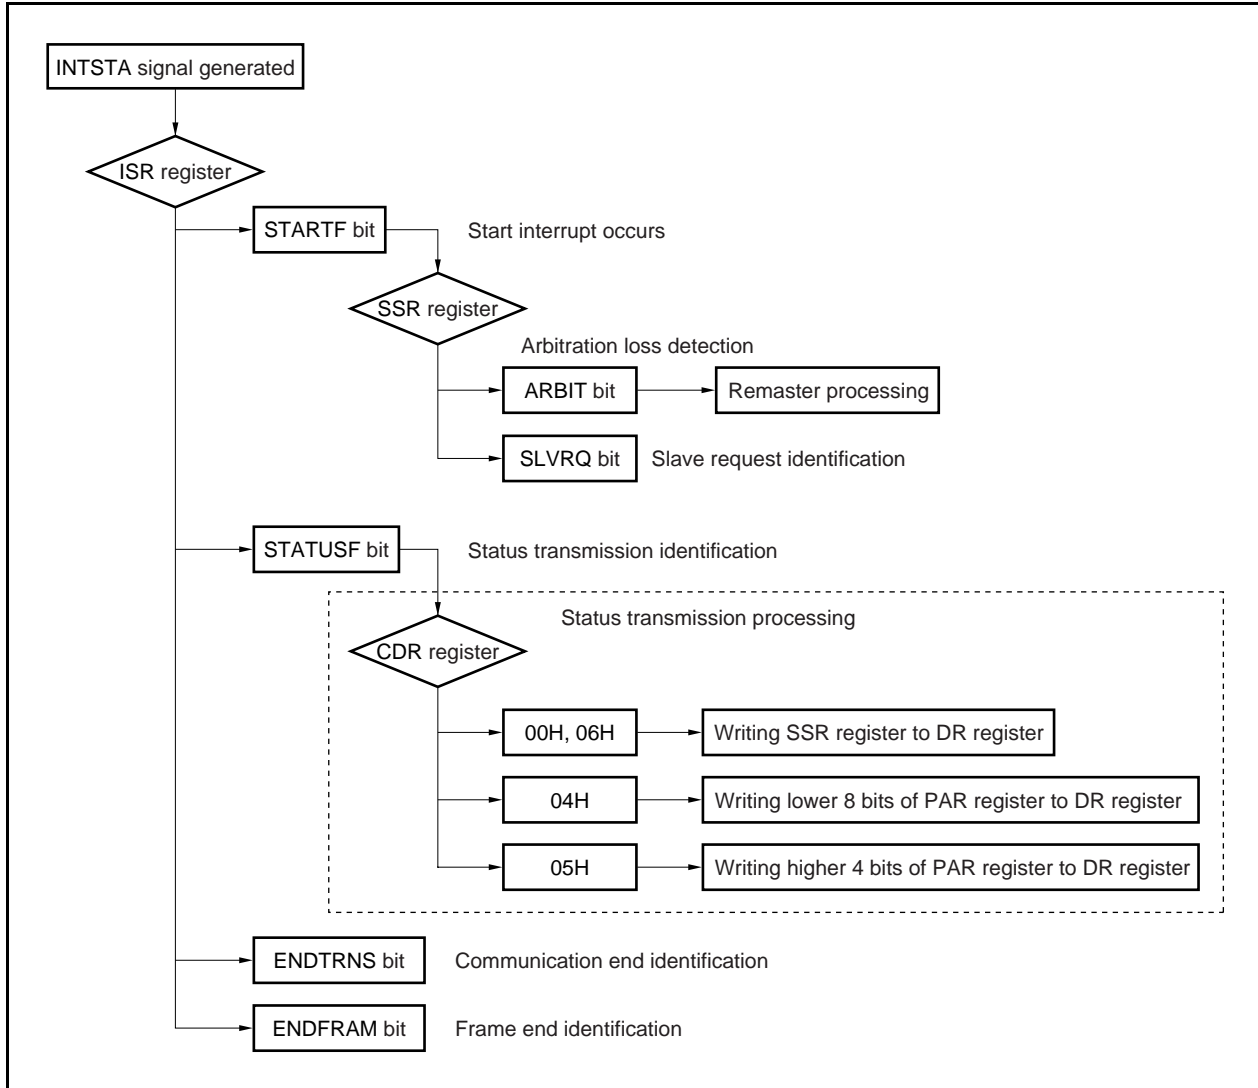 INTSTA signal generated
ISR register
STARTF bit
Start interrupt occurs
SSR register
Arbitration loss detection
ARBIT bit
Remaster processing
SLVRQ bit
Slave request identification
STATUSF bit
Status transmission identification
Status transmission processing
CDR register
00H, 06H
Writing SSR register to DR register
04H
Writing lower 8 bits of PAR register to DR register
05H
Writing higher 4 bits of PAR register to DR register
ENDTRNS bit
Communication end identification
ENDFRAM bit
Frame end identification